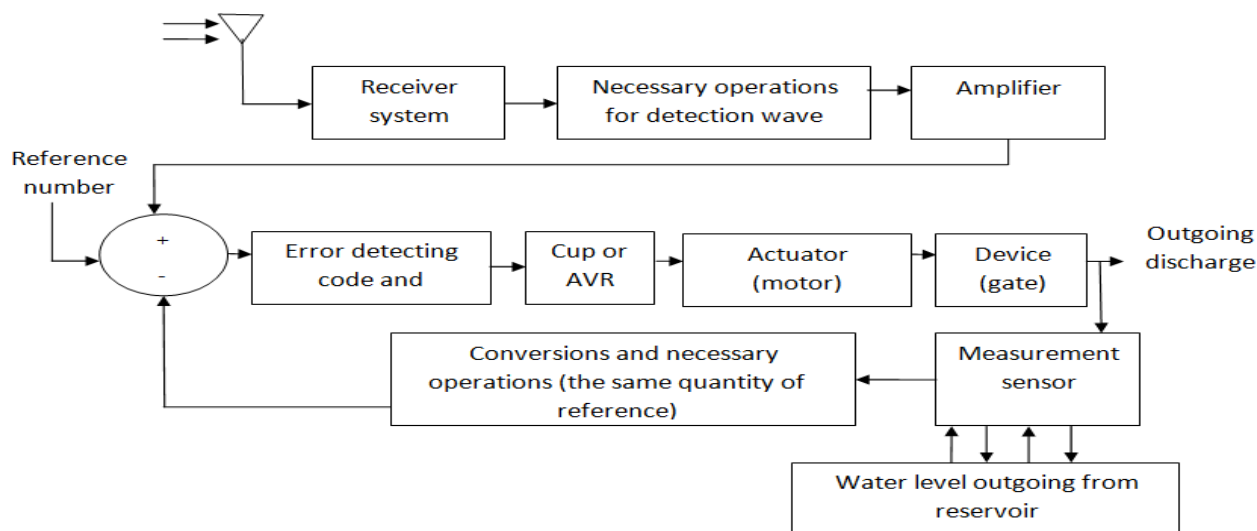 Receiver
system
Necessary operations
for detection wave
Amplifier
Reference
number
+
-
Error detecting
code and
Cup or
AVR
Actuator
(motor)
Device
(gate)
Outgoing
discharge
Conversions and necessary
operations (the same quantity of
reference)
Measurement
sensor
Water level outgoing from
reservoir